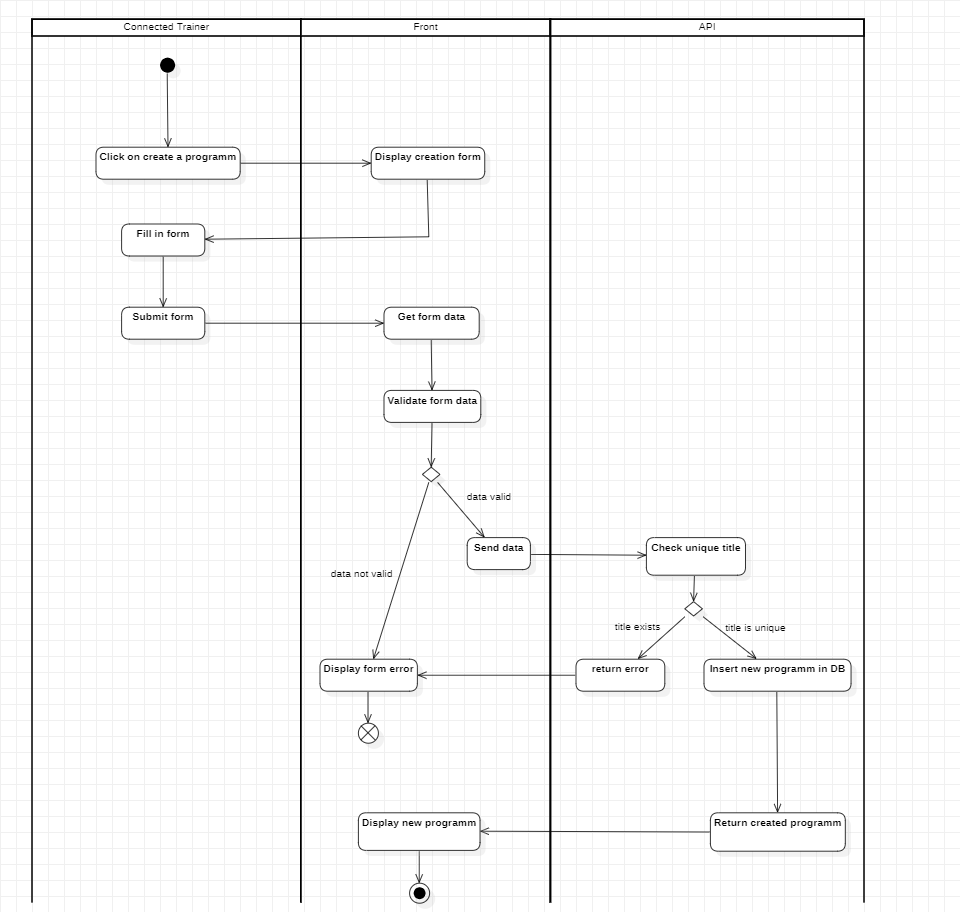 Connected Trainer
Front
API
Click on create a programm
Display creation form
Fill in form
Submit form
Get form data
Validate form data
data valid
Send data
Check unique title
data not valid
title exists
title is unique
Display form error
return error
Insert new programm in DB
Display new programm
Return created programm